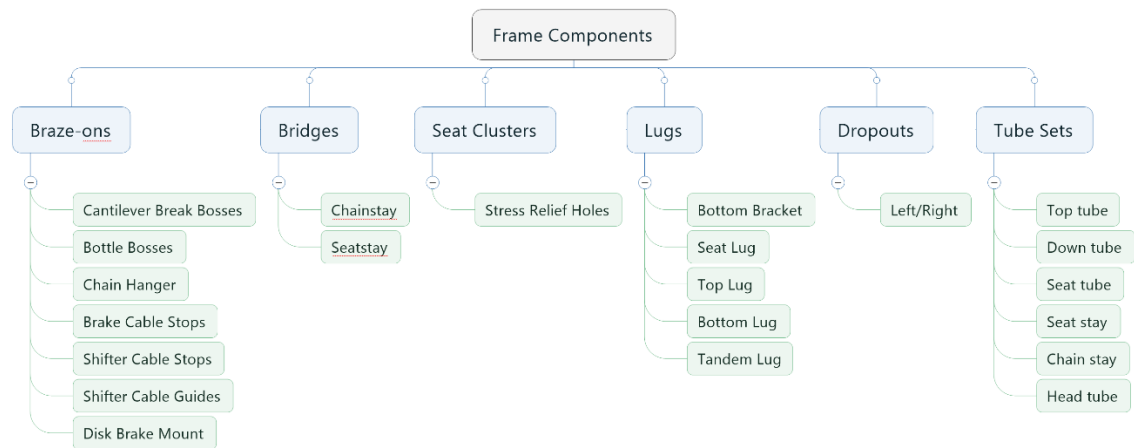 Frame Components
Braze-ons
Bridges
Seat Clusters
Lugs
Dropouts
Tube Sets
Cantilever Break Bosses
Bottle Bosses
Chain Hanger
Brake Cable Stops
Shifter Cable Stops
Shifter Cable Guides
Disk Brake Mount
Chainstay
Seatstay
Stress Relief Holes
Bottom Bracket
Seat Lug
Top Lug
Bottom Lug
Tandem Lug
Left/Right
Top tube
Down tube
Seat tube
Seat stay
Chain stay
Head tube